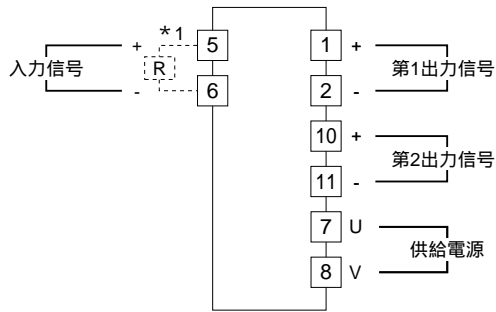 *1
+ 5 1 +
入力信号 R 第1出力信号
- 6 2 -
10 +
第2出力信号
11 -
7 U
供給電源
8 V